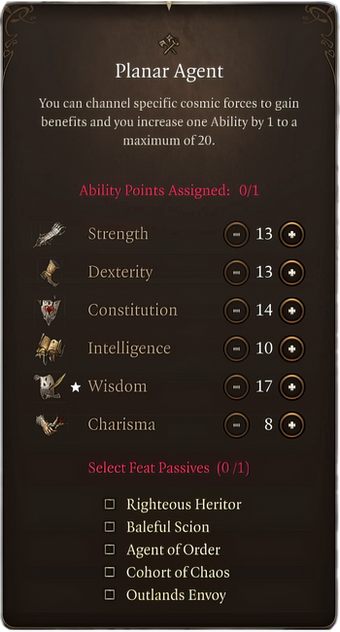 Planar Agent
You can channel specific cosmic forces to gain
benefits and you increase one Ability by 1 to a
maximum of 20.
Ability Points Assigned: 0/1
Strength 13
Dexterity 13
Constitution 14
Intelligence 10
Wisdom 17
Charisma 8
Select Feat Passives (0 /1)
Righteous Heritor
Baleful Scion
Agent of Order
Cohort of Chaos
Outlands Envoy